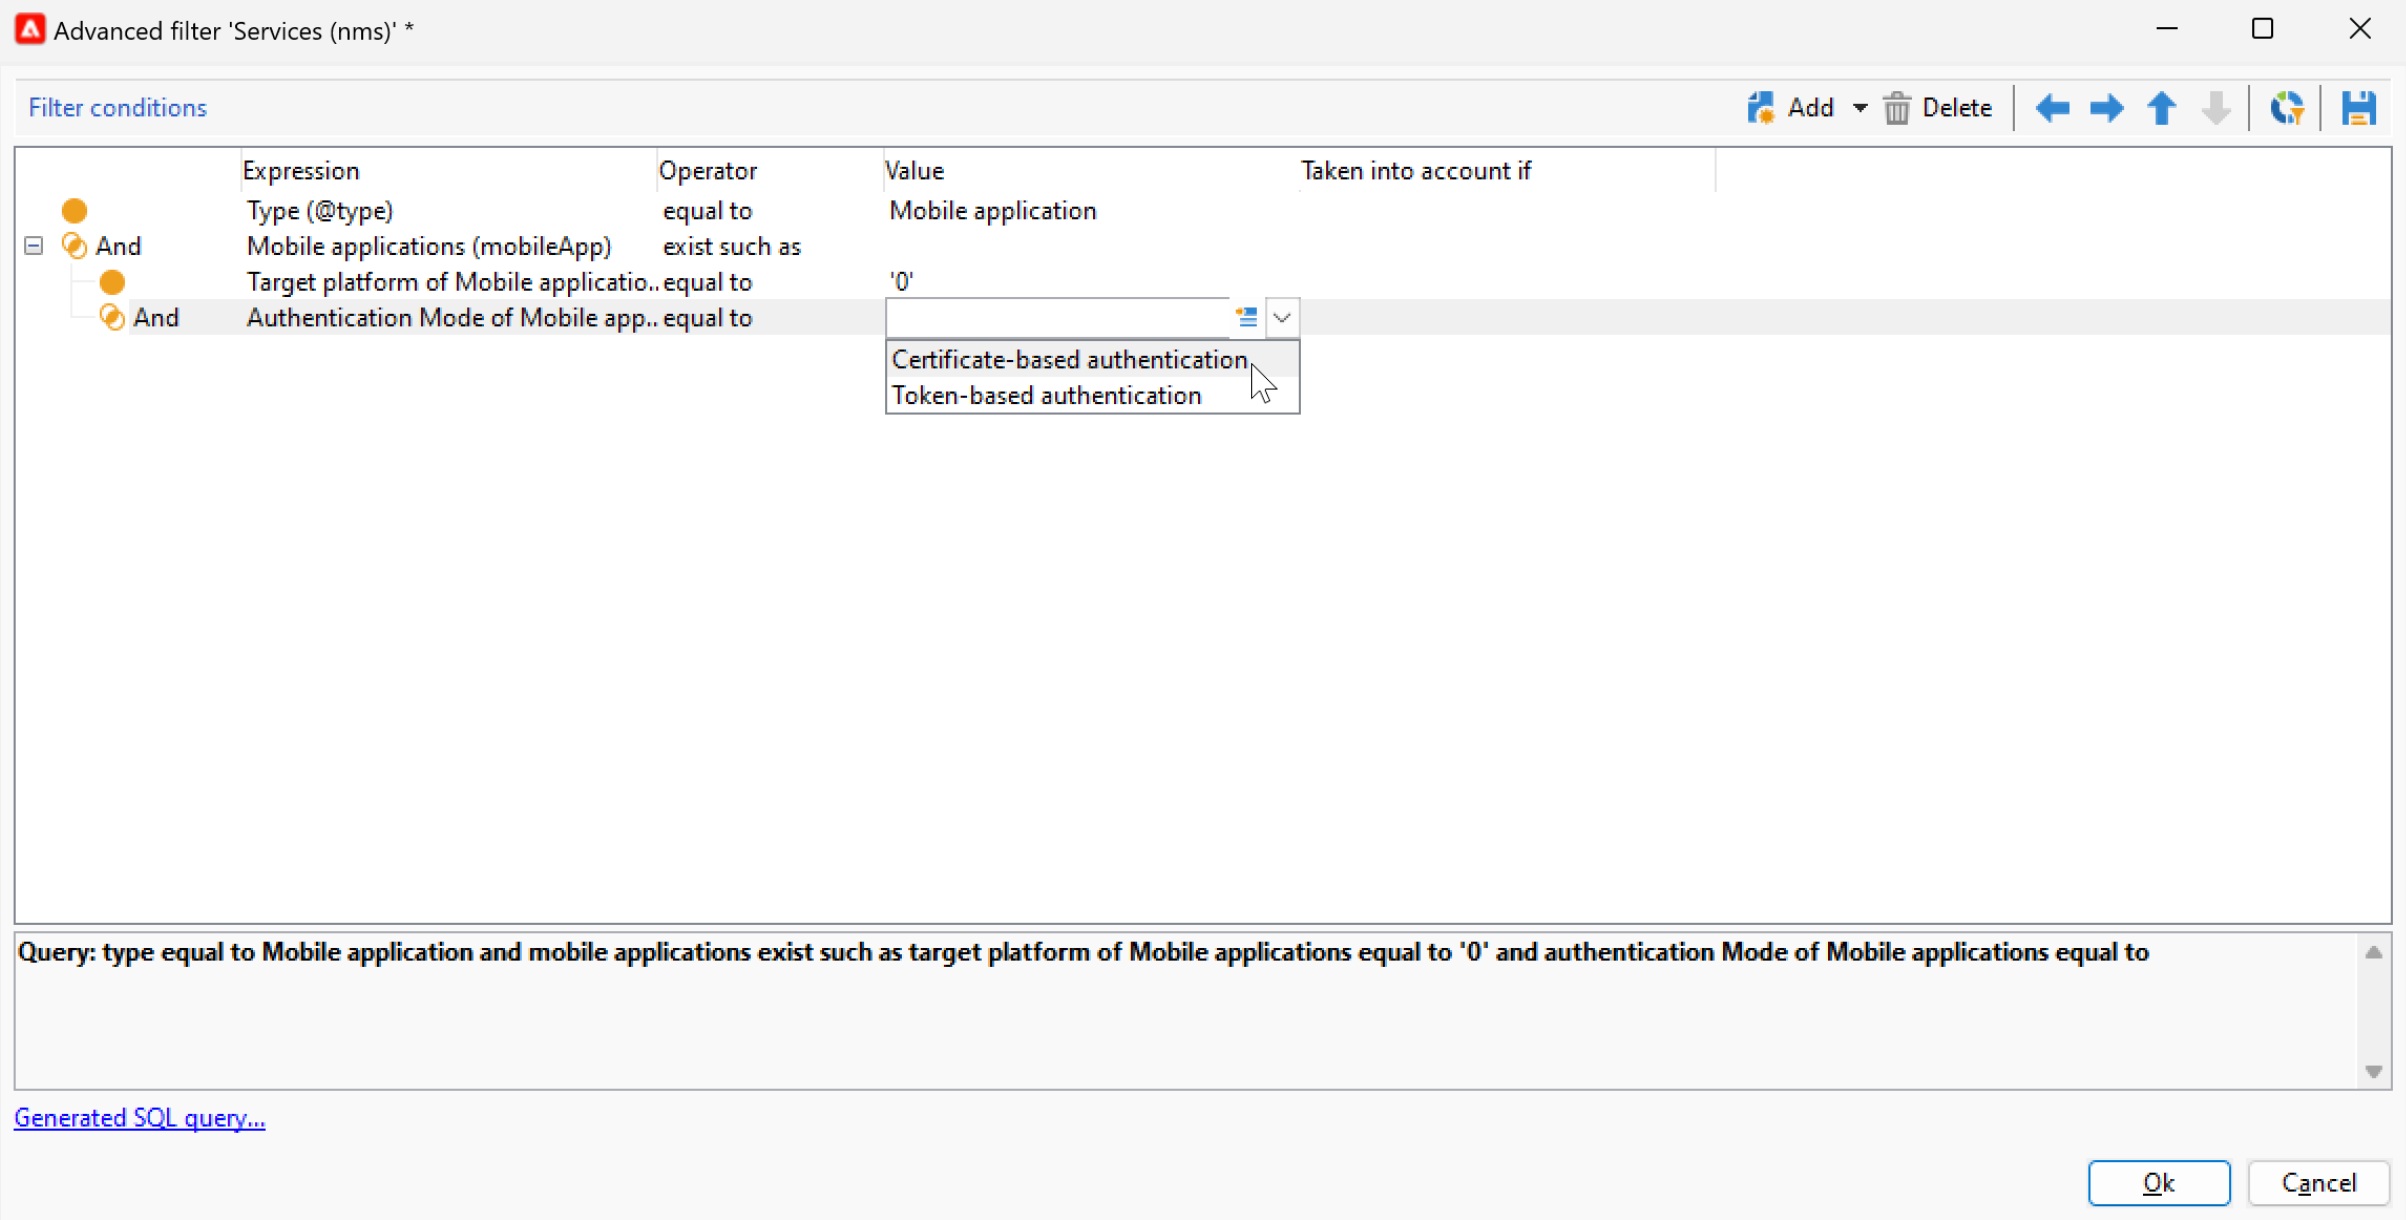 Advanced filter 'Services (nms)' *
Filter conditions
Add Delete
Expression Operator Value Taken into account if
Type (@type) equal to Mobile application
And Mobile applications (mobileApp) exist such as
Target platform of Mobile applicatio.. equal to '0'
And Authentication Mode of Mobile app.. equal to
Certificate-based authentication
Token-based authentication
Query: type equal to Mobile application and mobile applications exist such as target platform of Mobile applications equal to '0' and authentication Mode of Mobile applications equal to
Generated SQL query...
Ok Cancel